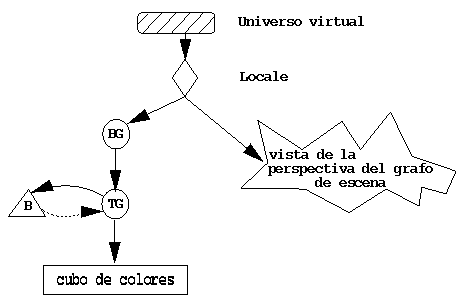 Universo virtual
Locale
BG
vista de la
perspectiva del grafo
de escena
B
TG
cubo de colores